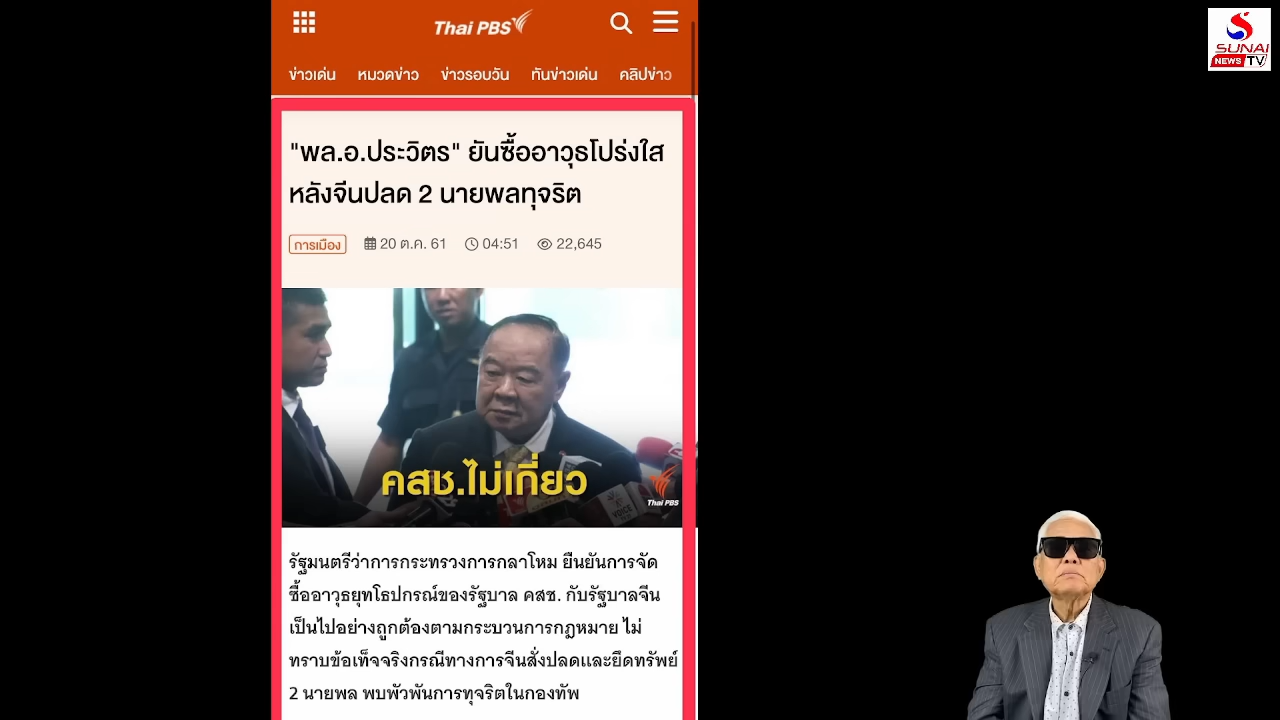 Thai PBS
ข่าวเด่น หมวดข่าว ข่าวรอบวัน ทันข่าวเด่น คลิปข่าว
"พล.อ.ประวิตร" ยันซื้ออาวุธโปร่งใส
หลังจีนปลด 2 นายพลทุจริต
การเมือง 20 ต.ค. 61 04:51 22,645
คสช.ไม่เกี่ยว
Thai PBS
VOICE
รัฐมนตรีว่าการกระทรวงการกลาโหม ยืนยันการจัด
ซื้ออาวุธยุทโธปกรณ์ของรัฐบาล คสช. กับรัฐบาลจีน
เป็นไปอย่างถูกต้องตามกระบวนการกฎหมาย ไม่
ทราบข้อเท็จจริงกรณีทางการจีนสั่งปลดและยึดทรัพย์
2 นายพล พบพัวพันการทุจริตในกองทัพ
SUNAI
NEWS TV